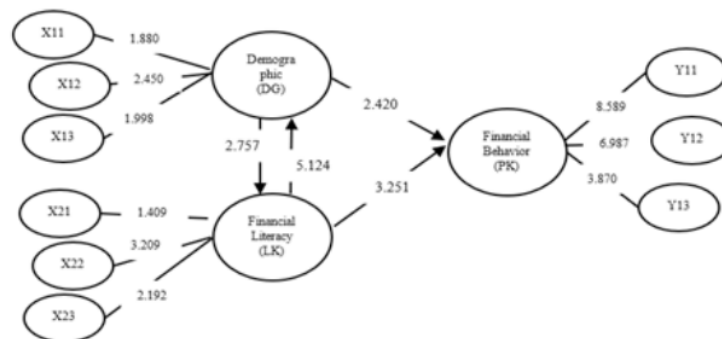 X11
1.880
X12
2.450
X13
1.998
Demogra
phic
(DG)
2.420
2.757
5.124
Financial
Behavior
(PK)
8.589
Y11
6.987
Y12
3.870
Y13
3.251
X21
1.409
X22
3.209
X23
2.192
Financial
Literacy
(LK)